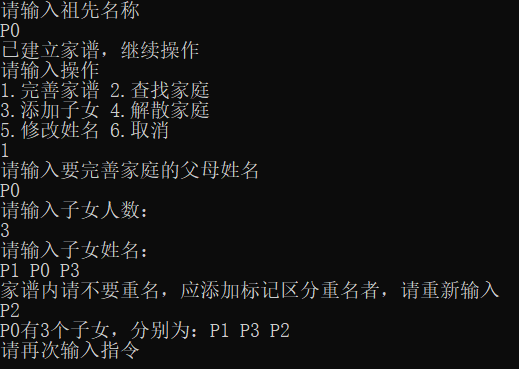 请输入祖先名称
P0
已建立家谱，继续操作
请输入操作
1.完善家谱 2.查找家庭
3.添加子女 4.解散家庭
5.修改姓名 6.取消
1
请输入要完善家庭的父母姓名
P0
请输入子女人数：
3
请输入子女姓名：
P1 P0 P3
家谱内请不要重名，应添加标记区分重名者，请重新输入
P2
P0有3个子女，分别为：P1 P3 P2
请再次输入指令